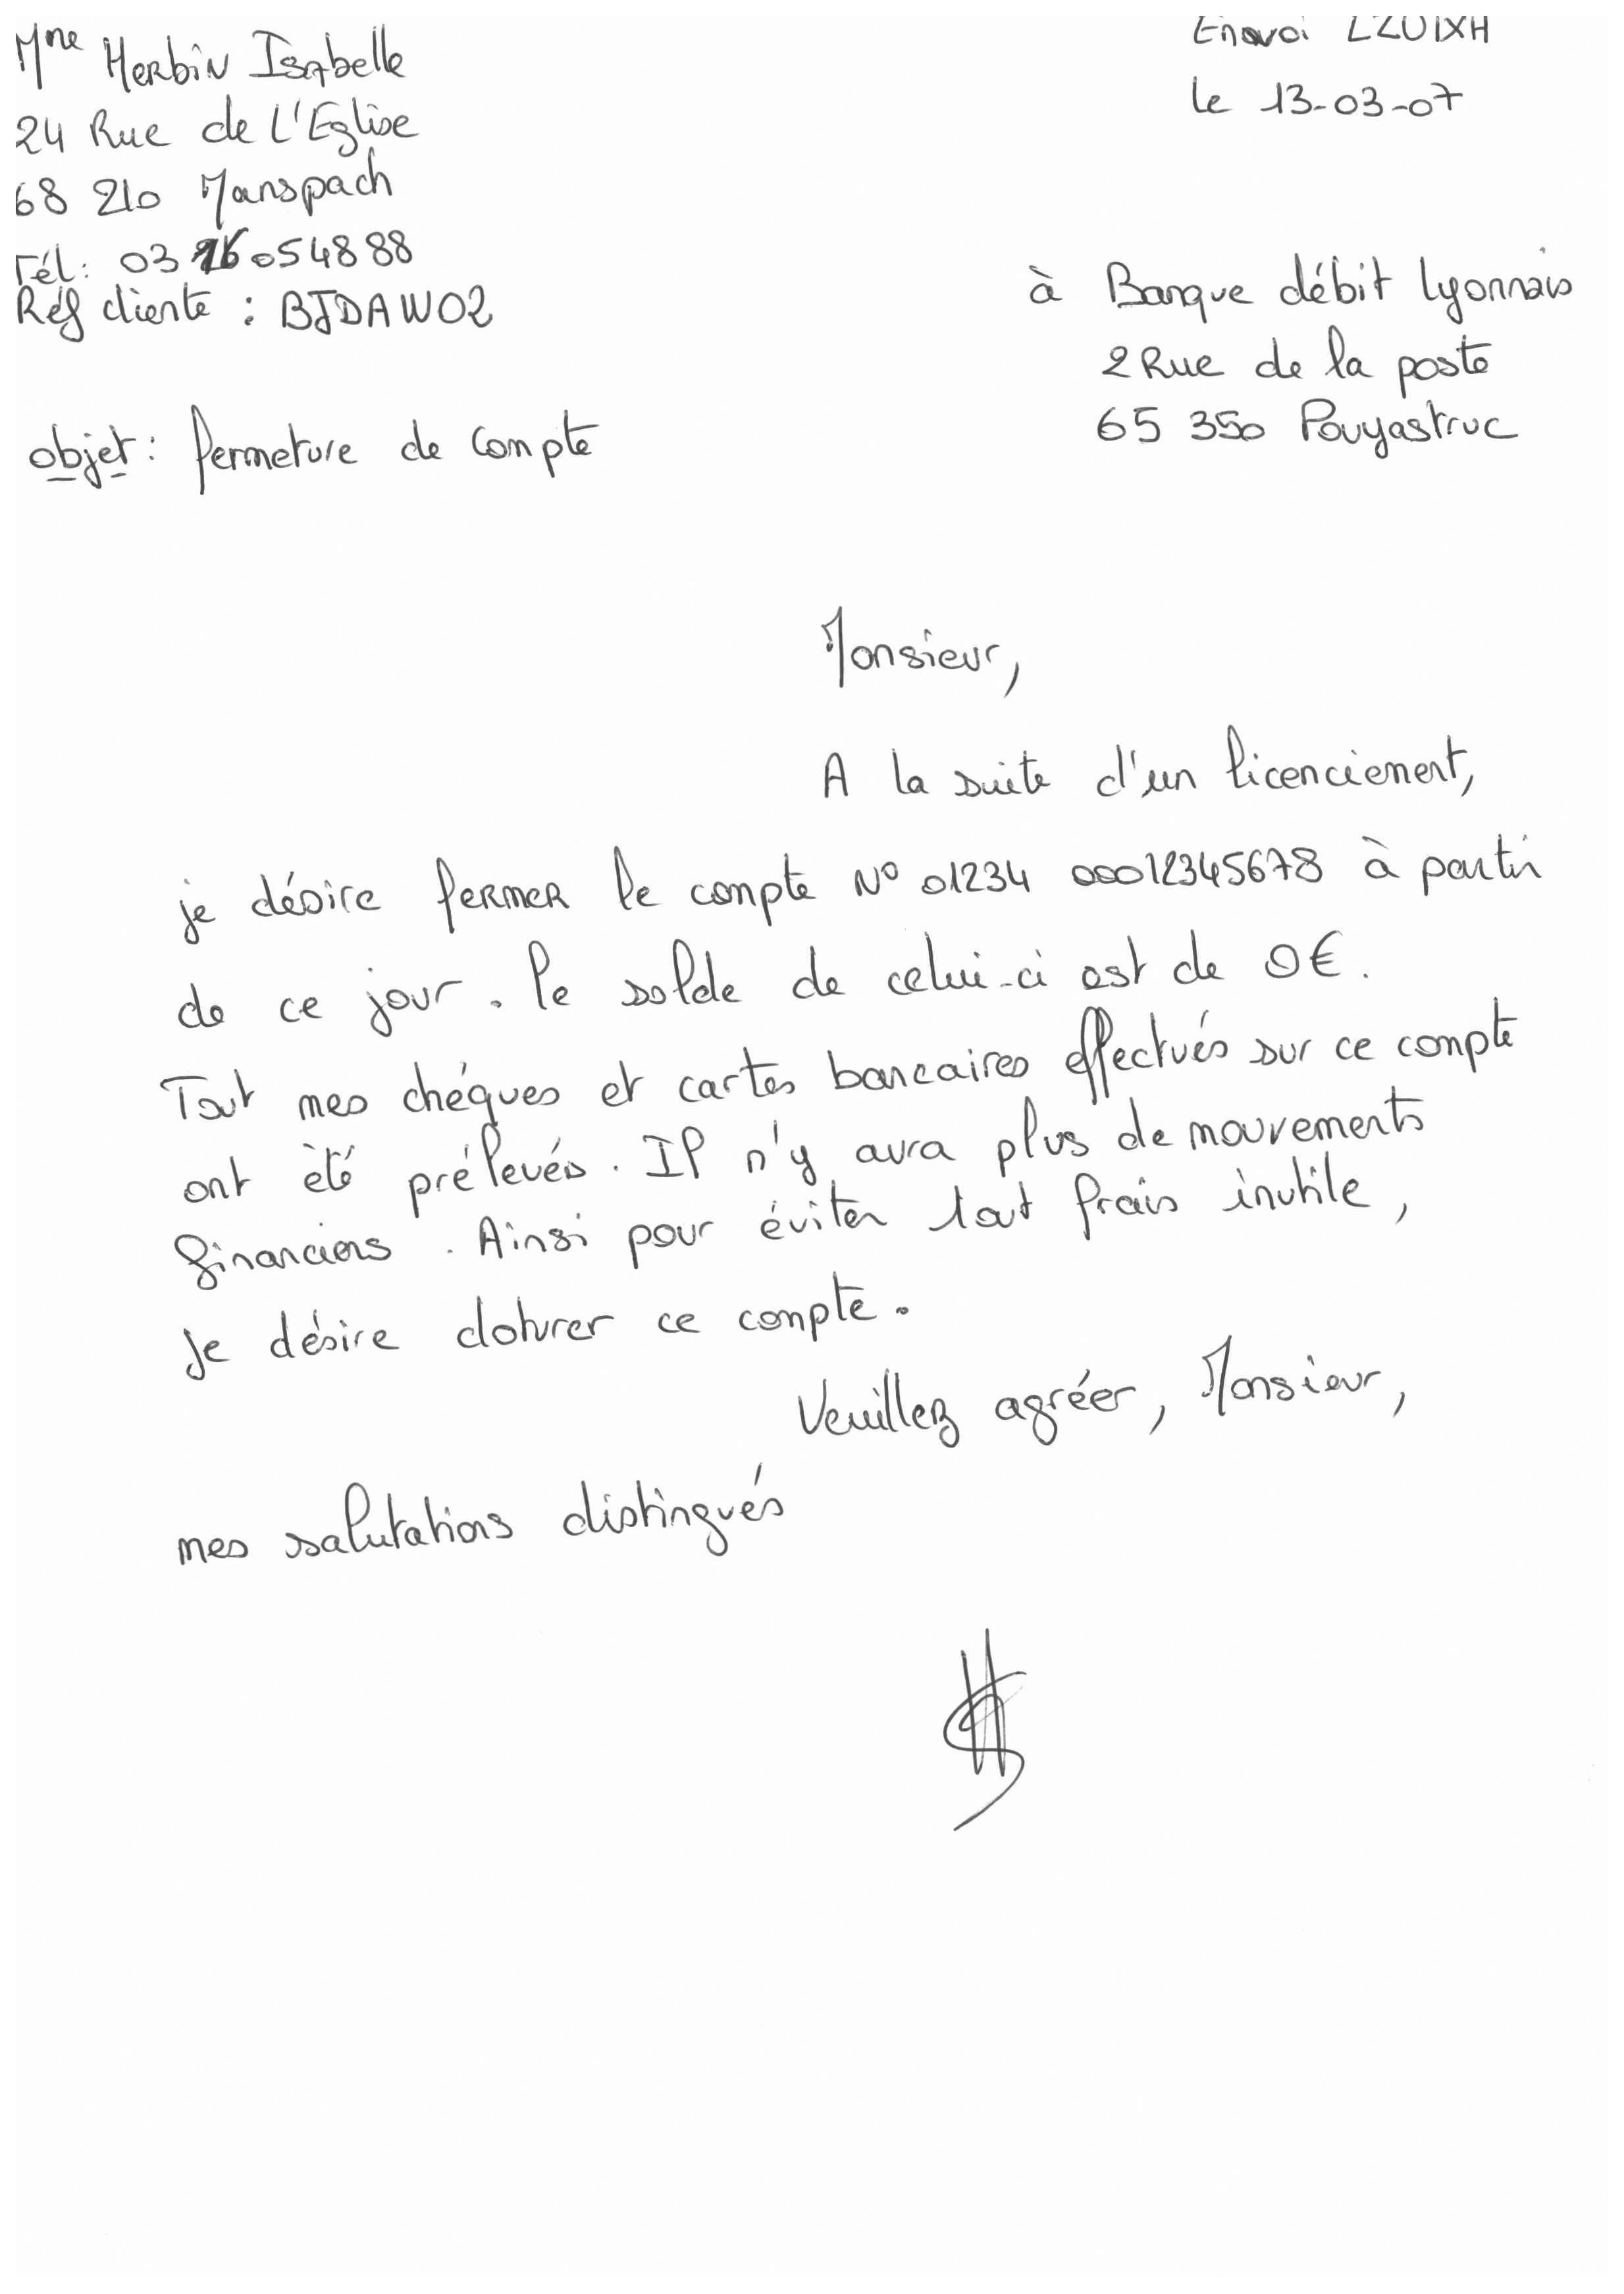 Mme Herbin Isabelle
24 Rue de L'Eglise
68 210 Manspach
Tél: 03 16 05 48 88
Réf cliente : BJDAW02
Envoi LZUIXH
le 13-03-07
à Banque débit lyonnais
2 Rue de la poste
65 350 Pouyastruc
objet: fermeture de compte
Monsieur,
A la suite d'un licenciement,
je désire fermer le compte N° 01234 00012345678 à partir
de ce jour. le solde de celui-ci est de 0€.
Tout mes chéques et cartes bancaires effectués sur ce compte
ont èté prélevés. Il n'y aura plus de mouvements
financiers. Ainsi pour éviter tout frais inutile,
je désire cloturer ce compte.
Veuillez agréer, Monsieur,
mes salutations distingués